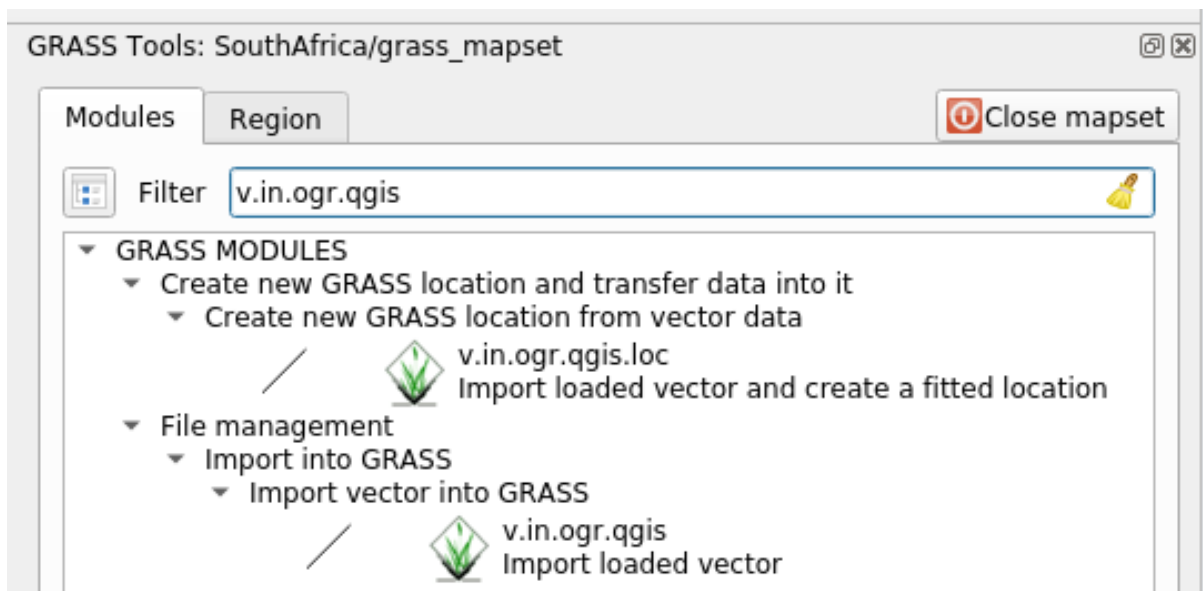 GRASS Tools: SouthAfrica/grass_mapset
Modules
Region
Close mapset
Filter
v.in.ogr.qgis
GRASS MODULES
Create new GRASS location and transfer data into it
Create new GRASS location from vector data
v.in.ogr.qgis.loc
Import loaded vector and create a fitted location
File management
Import into GRASS
Import vector into GRASS
v.in.ogr.qgis
Import loaded vector